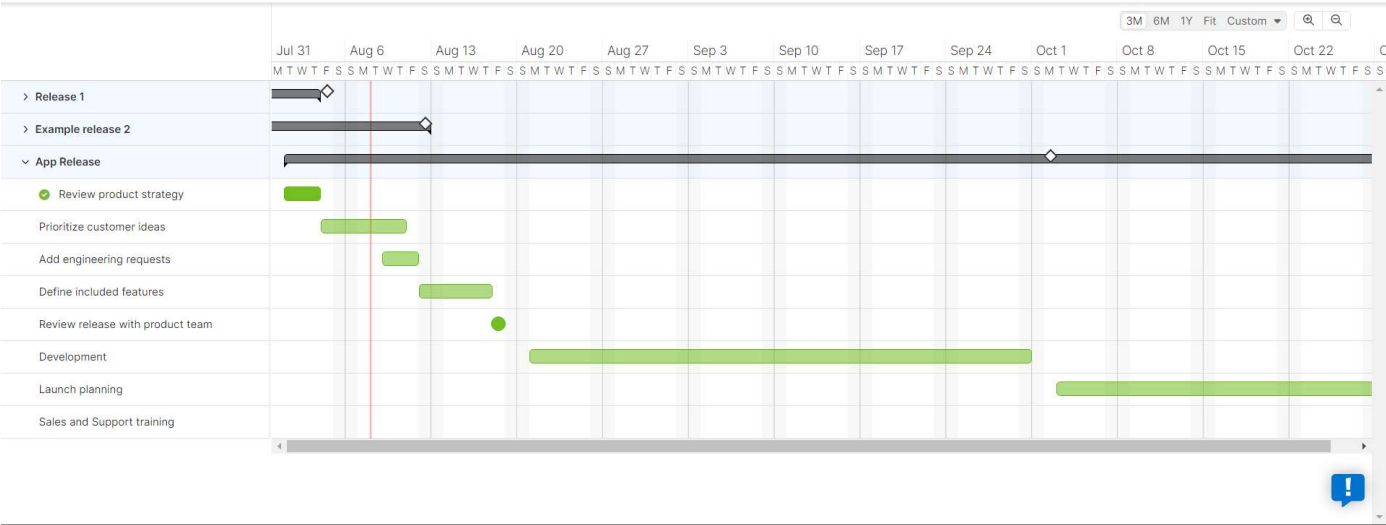 3M 6M 1Y Fit Custom
Jul 31 Aug 6 Aug 13 Aug 20 Aug 27 Sep 3 Sep 10 Sep 17 Sep 24 Oct 1 Oct 8 Oct 15 Oct 22
M T W T F S S M T W T F S S M T W T F S S M T W T F S S M T W T F S S M T W T F S S M T W T F S S M T W T F S S M T W T F S S M T W T F S S M T W T F S S M T W T F S S M T W T F S S
Release 1
Example release 2
App Release
Review product strategy
Prioritize customer ideas
Add engineering requests
Define included features
Review release with product team
Development
Launch planning
Sales and Support training
!